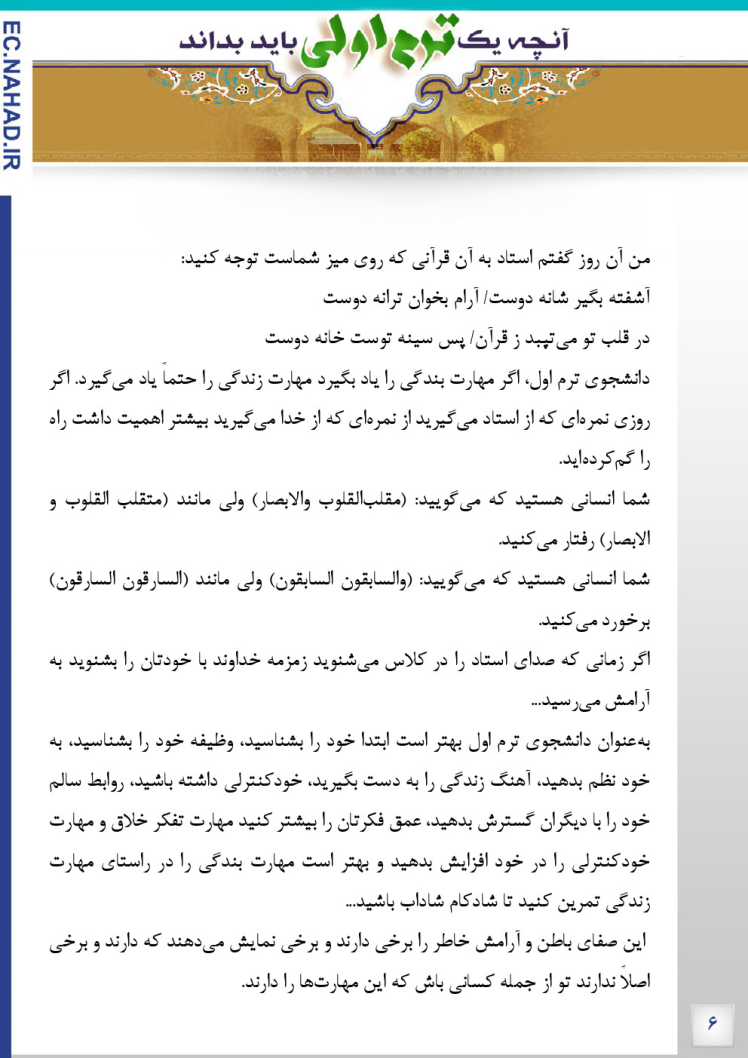 آنچه یک ترم اولی باید بداند
EC.NAHAD.IR
من آن روز گفتم استاد به آن قرآنی که روی میز شماست توجه کنید:
آشفته بگیر شانه دوست/ آرام بخوان ترانه دوست
در قلب تو می‌تپبد ز قرآن/ پس سینه توست خانه دوست
دانشجوی ترم اول، اگر مهارت بندگی را یاد بگیرد مهارت زندگی را حتماً یاد می‌گیرد. اگر
روزی نمره‌ای که از استاد می‌گیرید از نمره‌ای که از خدا می‌گیرید بیشتر اهمیت داشت راه
را گم‌کرده‌اید.
شما انسانی هستید که می‌گویید: (مقلب‌القلوب والابصار) ولی مانند (متقلب القلوب و
الابصار) رفتار می‌کنید.
شما انسانی هستید که می‌گویید: (والسابقون السابقون) ولی مانند (السارقون السارقون)
برخورد می‌کنید.
اگر زمانی که صدای استاد را در کلاس می‌شنوید زمزمه خداوند با خودتان را بشنوید به
آرامش می‌رسید...
به‌عنوان دانشجوی ترم اول بهتر است ابتدا خود را بشناسید، وظیفه خود را بشناسید، به
خود نظم بدهید، آهنگ زندگی را به دست بگیرید، خودکنترلی داشته باشید، روابط سالم
خود را با دیگران گسترش بدهید، عمق فکرتان را بیشتر کنید مهارت تفکر خلاق و مهارت
خودکنترلی را در خود افزایش بدهید و بهتر است مهارت بندگی را در راستای مهارت
زندگی تمرین کنید تا شادکام شاداب باشید...
این صفای باطن و آرامش خاطر را برخی دارند و برخی نمایش می‌دهند که دارند و برخی
اصلاً ندارند تو از جمله کسانی باش که این مهارت‌ها را دارند.
۶